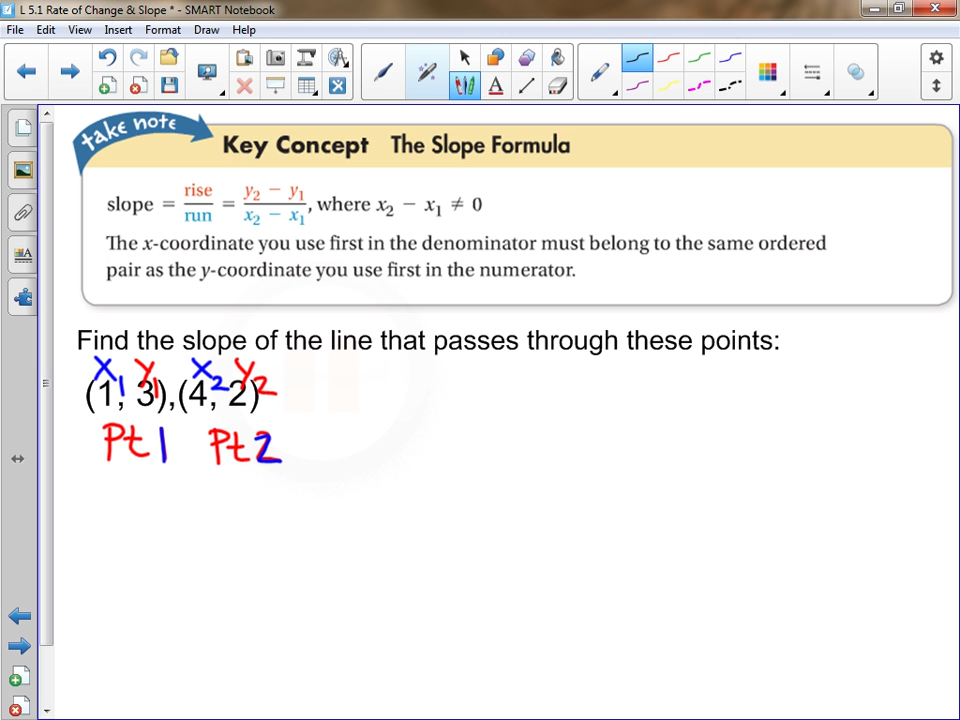 L 5.1 Rate of Change & Slope * - SMART Notebook
File Edit View Insert Format Draw Help
take note
Key Concept The Slope Formula
slope = rise/run = y₂ − y₁/x₂ − x₁, where x₂ − x₁ ≠ 0
The x-coordinate you use first in the denominator must belong to the same ordered
pair as the y-coordinate you use first in the numerator.
Find the slope of the line that passes through these points:
x₁ y₁ x₂ y₂
(1, 3),(4, 2)
Pt 1 Pt 2